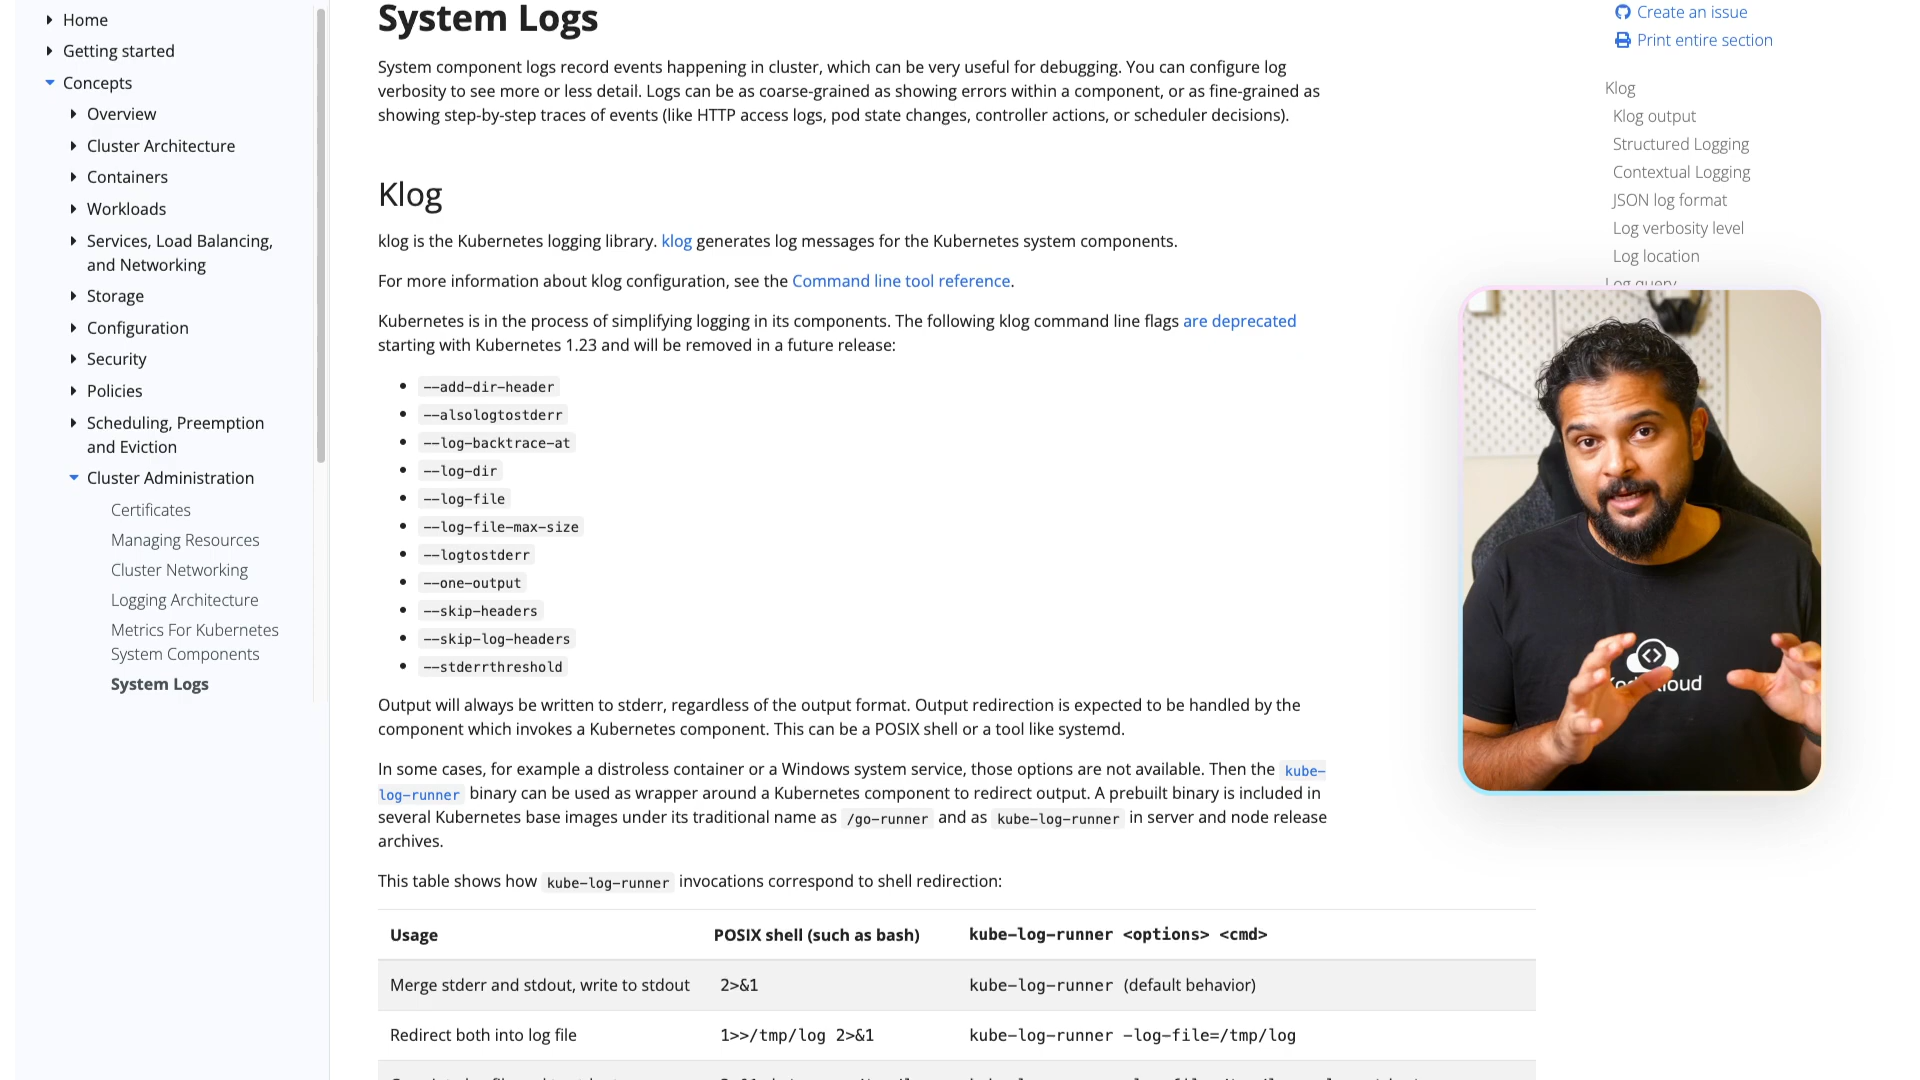 Home
Getting started
Concepts
Overview
Cluster Architecture
Containers
Workloads
Services, Load Balancing,
and Networking
Storage
Configuration
Security
Policies
Scheduling, Preemption
and Eviction
Cluster Administration
Certificates
Managing Resources
Cluster Networking
Logging Architecture
Metrics For Kubernetes
System Components
System Logs
System Logs
System component logs record events happening in cluster, which can be very useful for debugging. You can configure log
verbosity to see more or less detail. Logs can be as coarse-grained as showing errors within a component, or as fine-grained as
showing step-by-step traces of events (like HTTP access logs, pod state changes, controller actions, or scheduler decisions).
Klog
klog is the Kubernetes logging library. klog generates log messages for the Kubernetes system components.
For more information about klog configuration, see the Command line tool reference.
Kubernetes is in the process of simplifying logging in its components. The following klog command line flags are deprecated
starting with Kubernetes 1.23 and will be removed in a future release:
--add-dir-header
--alsologtostderr
--log-backtrace-at
--log-dir
--log-file
--log-file-max-size
--logtostderr
--one-output
--skip-headers
--skip-log-headers
--stderrthreshold
Output will always be written to stderr, regardless of the output format. Output redirection is expected to be handled by the
component which invokes a Kubernetes component. This can be a POSIX shell or a tool like systemd.
In some cases, for example a distroless container or a Windows system service, those options are not available. Then the kube-
log-runner binary can be used as wrapper around a Kubernetes component to redirect output. A prebuilt binary is included in
several Kubernetes base images under its traditional name as /go-runner and as kube-log-runner in server and node release
archives.
This table shows how kube-log-runner invocations correspond to shell redirection:
Usage POSIX shell (such as bash) kube-log-runner <options> <cmd>
Merge stderr and stdout, write to stdout 2>&1 kube-log-runner (default behavior)
Redirect both into log file 1>>/tmp/log 2>&1 kube-log-runner -log-file=/tmp/log
Create an issue
Print entire section
Klog
Klog output
Structured Logging
Contextual Logging
JSON log format
Log verbosity level
Log location
Log query